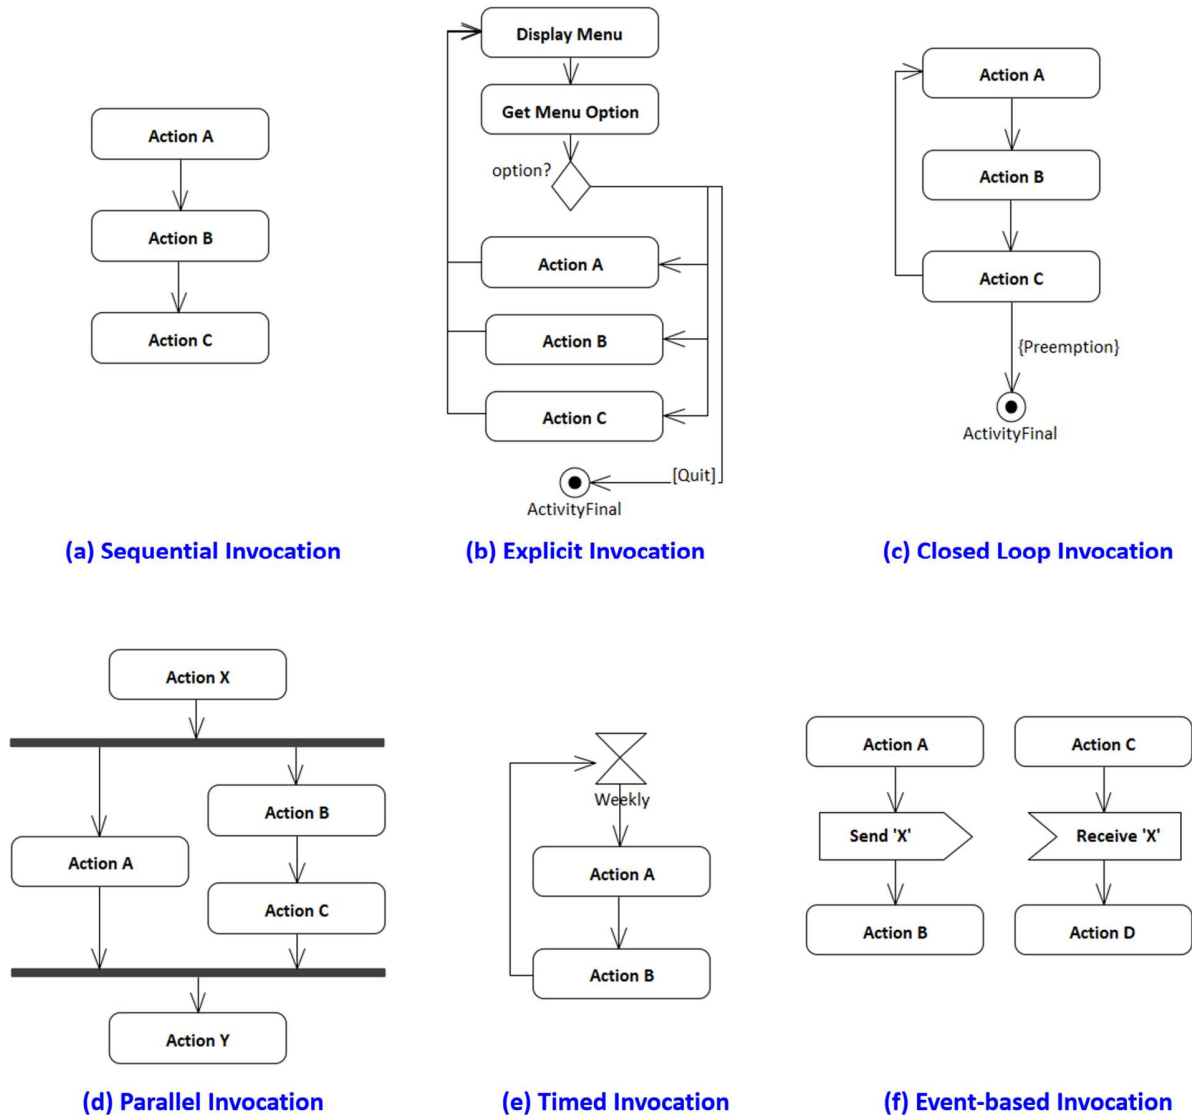 Action A
Action B
Action C
(a) Sequential Invocation
Display Menu
Get Menu Option
option?
Action A
Action B
Action C
[Quit]
ActivityFinal
(b) Explicit Invocation
Action A
Action B
Action C
{Preemption}
ActivityFinal
(c) Closed Loop Invocation
Action X
Action B
Action A
Action C
Action Y
(d) Parallel Invocation
Weekly
Action A
Action B
(e) Timed Invocation
Action A
Action C
Send 'X'
Receive 'X'
Action B
Action D
(f) Event-based Invocation